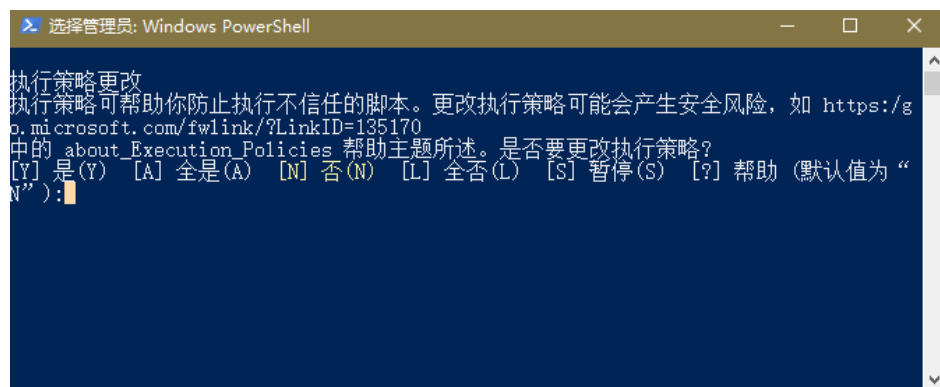 选择管理员: Windows PowerShell
执行策略更改
执行策略可帮助你防止执行不信任的脚本。更改执行策略可能会产生安全风险，如 https:/g
o.microsoft.com/fwlink/?LinkID=135170
中的 about_Execution_Policies 帮助主题所述。是否要更改执行策略?
[Y] 是(Y)  [A] 全是(A)  [N] 否(N)  [L] 全否(L)  [S] 暂停(S)  [?] 帮助 (默认值为“
N”):